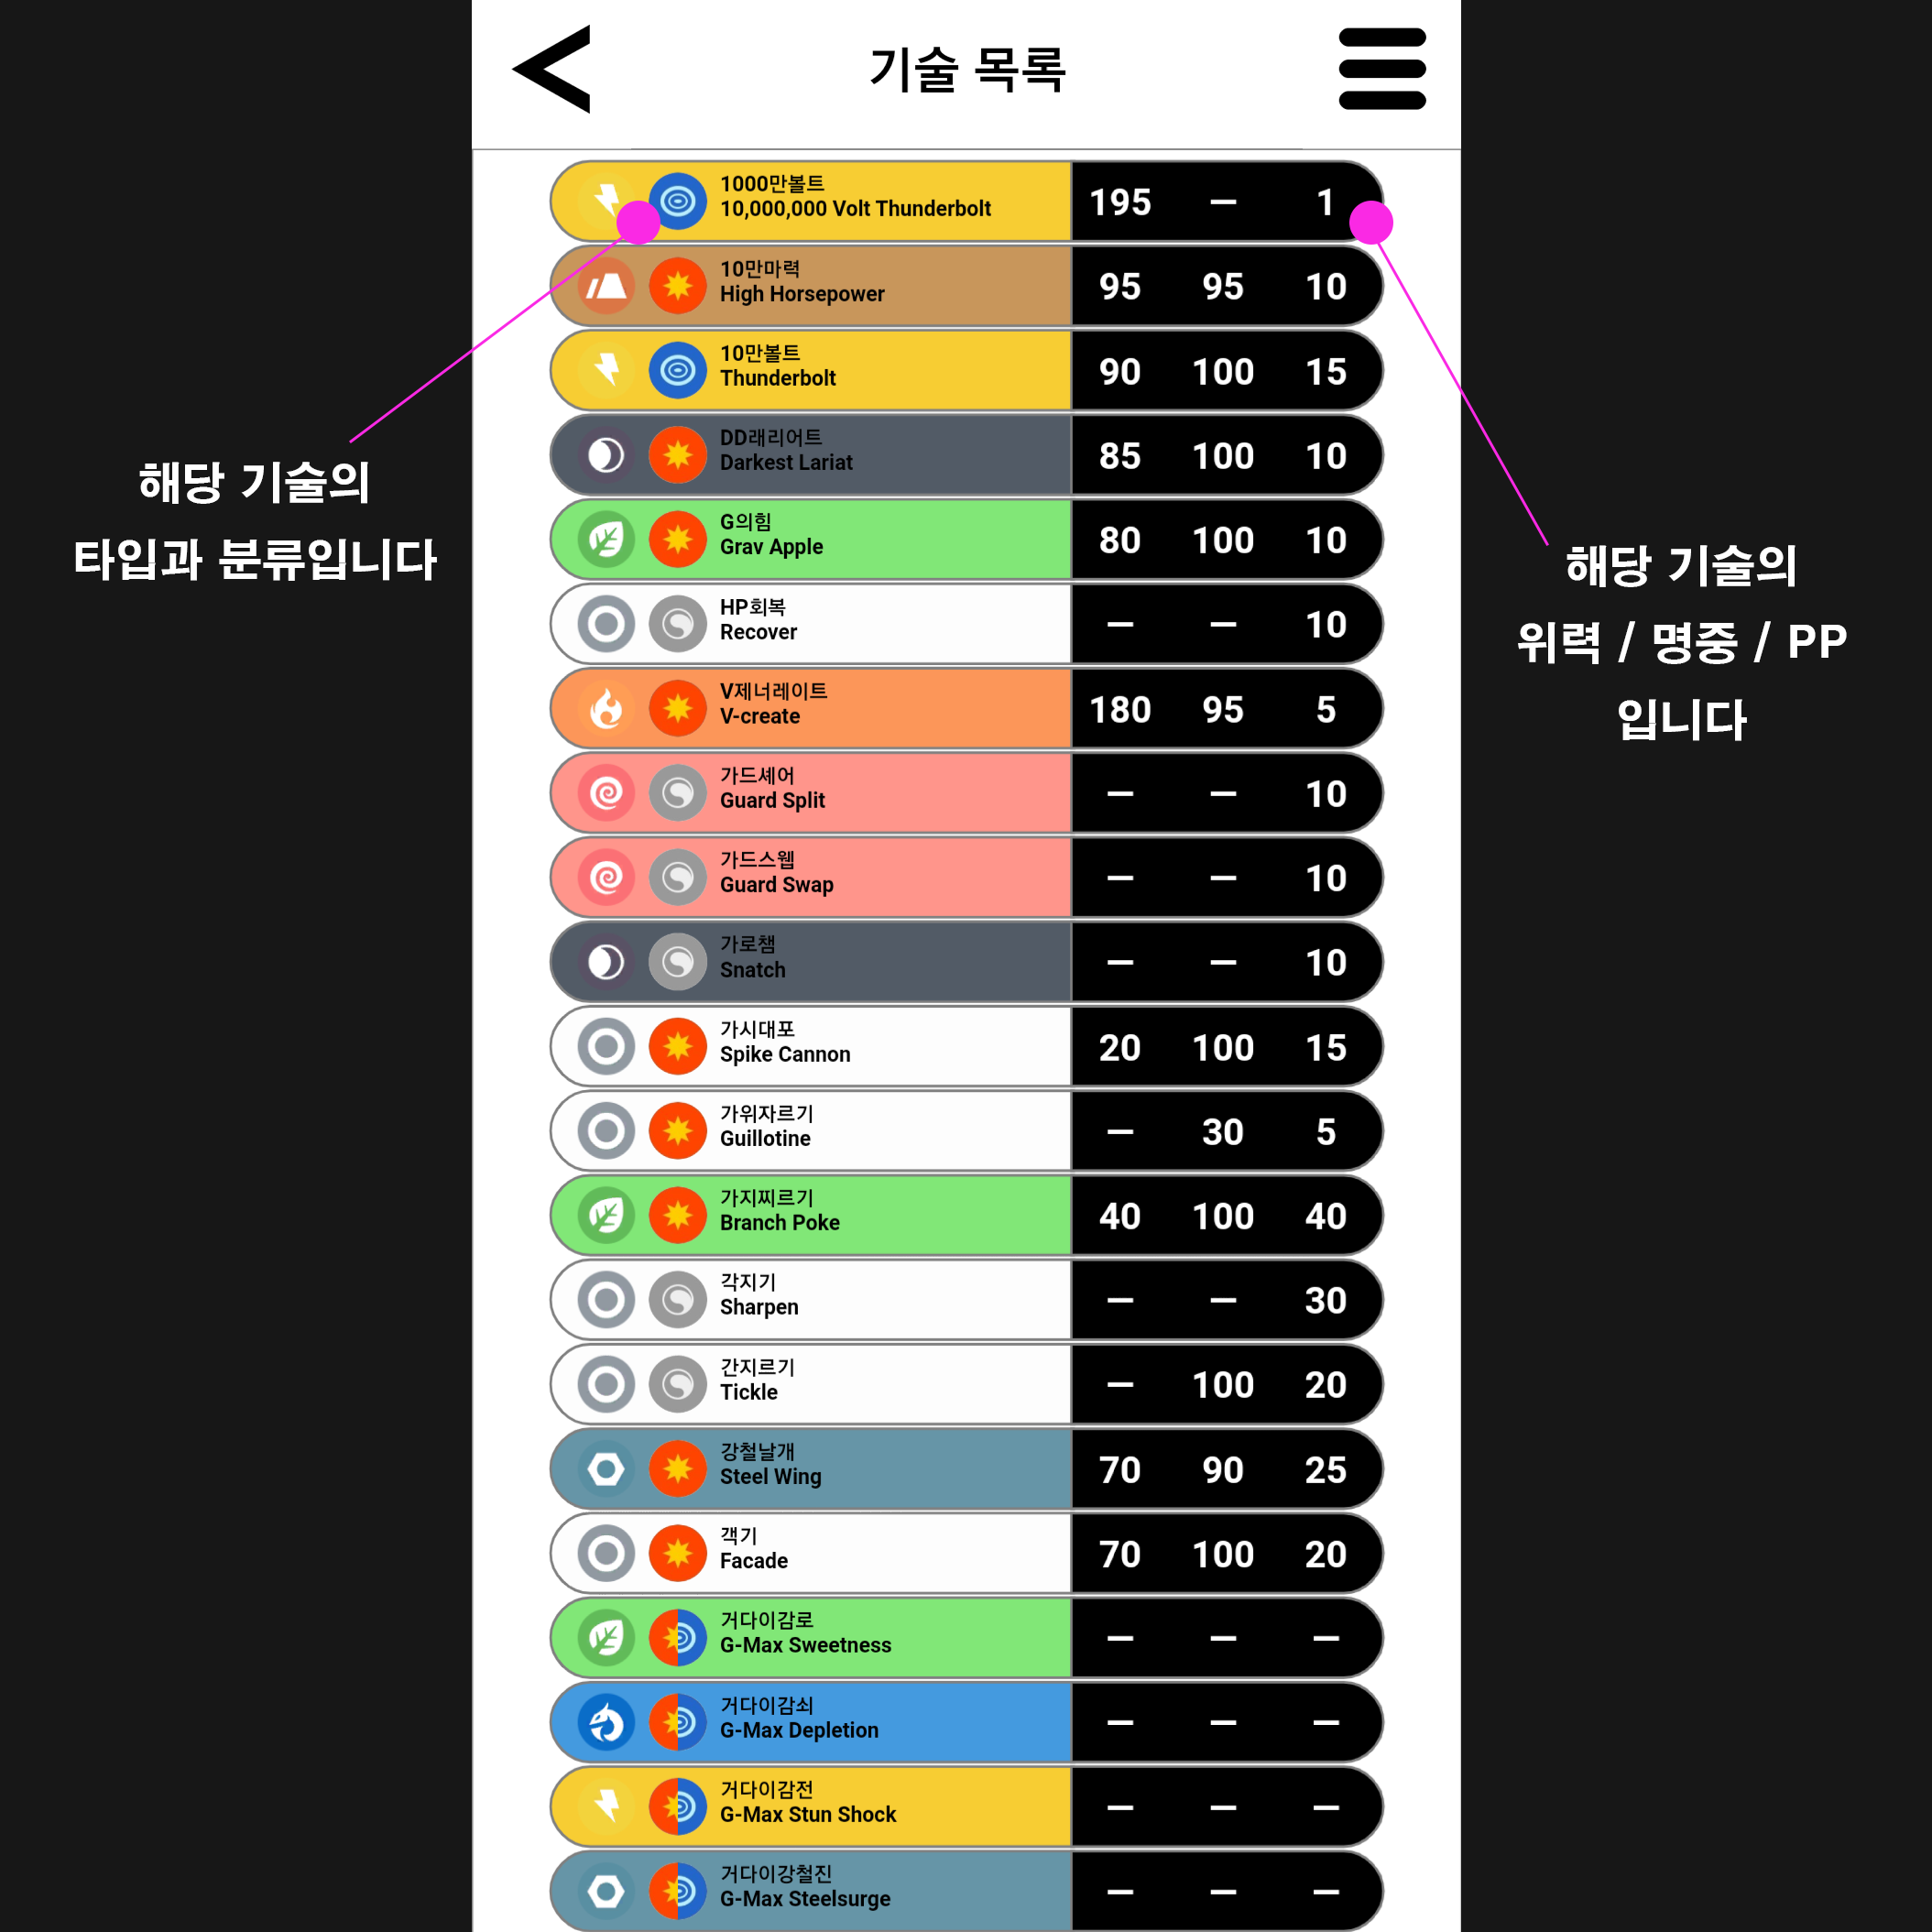 기술 목록
1000만볼트
10,000,000 Volt Thunderbolt
195 — 1
10만마력
High Horsepower
95 95 10
10만볼트
Thunderbolt
90 100 15
DD래리어트
Darkest Lariat
85 100 10
G의힘
Grav Apple
80 100 10
HP회복
Recover
— — 10
V제너레이트
V-create
180 95 5
가드셰어
Guard Split
— — 10
가드스웹
Guard Swap
— — 10
가로챔
Snatch
— — 10
가시대포
Spike Cannon
20 100 15
가위자르기
Guillotine
— 30 5
가지찌르기
Branch Poke
40 100 40
각지기
Sharpen
— — 30
간지르기
Tickle
— 100 20
강철날개
Steel Wing
70 90 25
객기
Facade
70 100 20
거다이감로
G-Max Sweetness
— — —
거다이감쇠
G-Max Depletion
— — —
거다이감전
G-Max Stun Shock
— — —
거다이강철진
G-Max Steelsurge
— — —
해당 기술의
타입과 분류입니다
해당 기술의
위력 / 명중 / PP
입니다